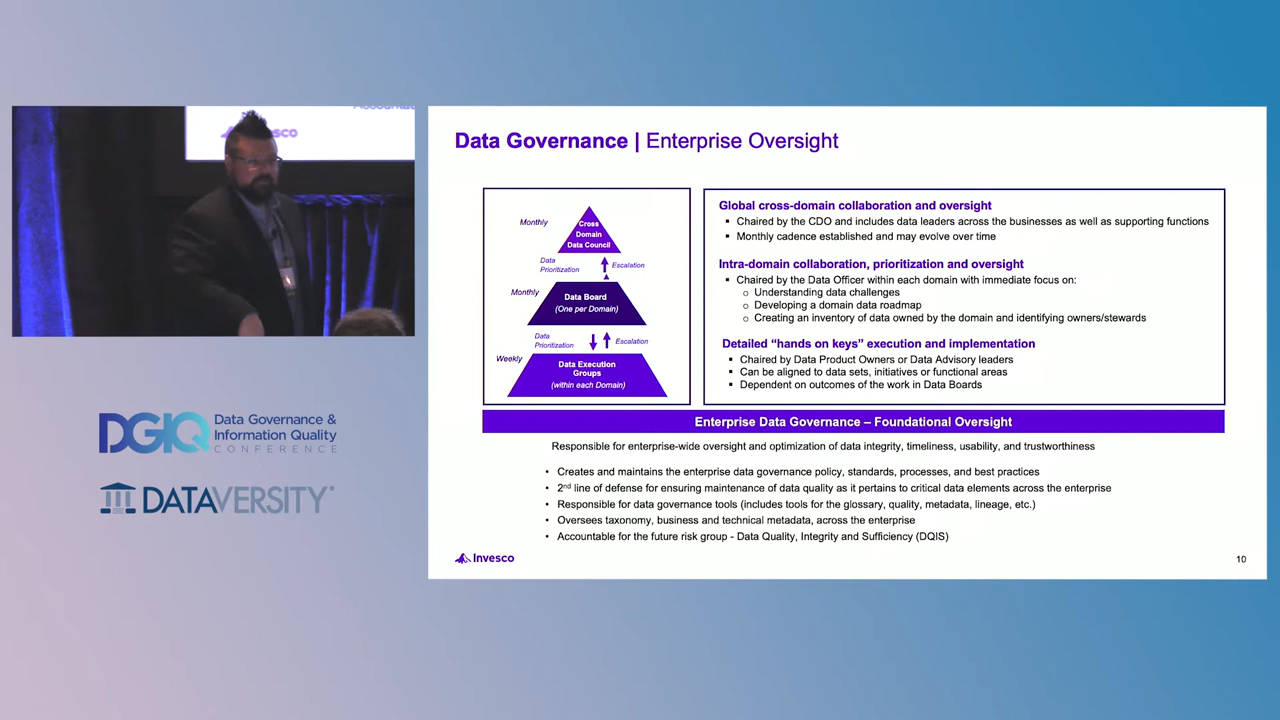 Invesco
Data Governance | Enterprise Oversight
Monthly
Cross
Domain
Data Council
Data
Prioritization
Escalation
Monthly
Data Board
(One per Domain)
Data
Prioritization
Escalation
Weekly
Data Execution
Groups
(within each Domain)
Global cross-domain collaboration and oversight
▪ Chaired by the CDO and includes data leaders across the businesses as well as supporting functions
▪ Monthly cadence established and may evolve over time
Intra-domain collaboration, prioritization and oversight
▪ Chaired by the Data Officer within each domain with immediate focus on:
o Understanding data challenges
o Developing a domain data roadmap
o Creating an inventory of data owned by the domain and identifying owners/stewards
Detailed “hands on keys” execution and implementation
▪ Chaired by Data Product Owners or Data Advisory leaders
▪ Can be aligned to data sets, initiatives or functional areas
▪ Dependent on outcomes of the work in Data Boards
Enterprise Data Governance – Foundational Oversight
Responsible for enterprise-wide oversight and optimization of data integrity, timeliness, usability, and trustworthiness
• Creates and maintains the enterprise data governance policy, standards, processes, and best practices
• 2nd line of defense for ensuring maintenance of data quality as it pertains to critical data elements across the enterprise
• Responsible for data governance tools (includes tools for the glossary, quality, metadata, lineage, etc.)
• Oversees taxonomy, business and technical metadata, across the enterprise
• Accountable for the future risk group - Data Quality, Integrity and Sufficiency (DQIS)
Invesco
10
DGIQ
Data Governance &
Information Quality
CONFERENCE
DATAVERSITY